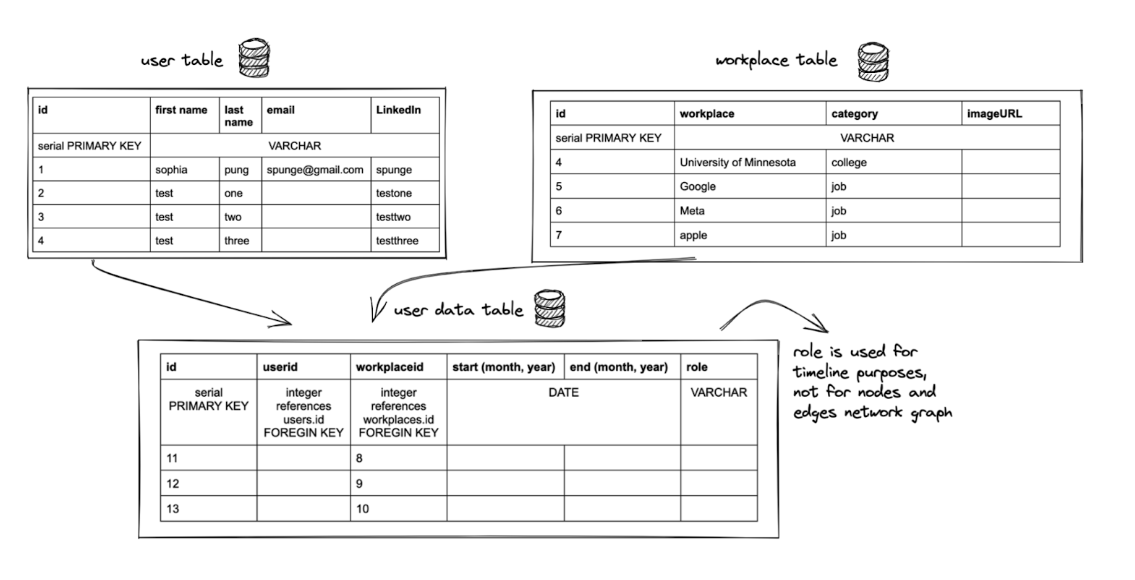 user table
id first name last name email LinkedIn
serial PRIMARY KEY VARCHAR
1 sophia pung spunge@gmail.com spunge
2 test one testone
3 test two testtwo
4 test three testthree
workplace table
id workplace category imageURL
serial PRIMARY KEY VARCHAR
4 University of Minnesota college
5 Google job
6 Meta job
7 apple job
user data table
id userid workplaceid start (month, year) end (month, year) role
serial PRIMARY KEY integer references users.id FOREGIN KEY integer references workplaces.id FOREGIN KEY DATE VARCHAR
11 8
12 9
13 10
role is used for
timeline purposes,
not for nodes and
edges network graph